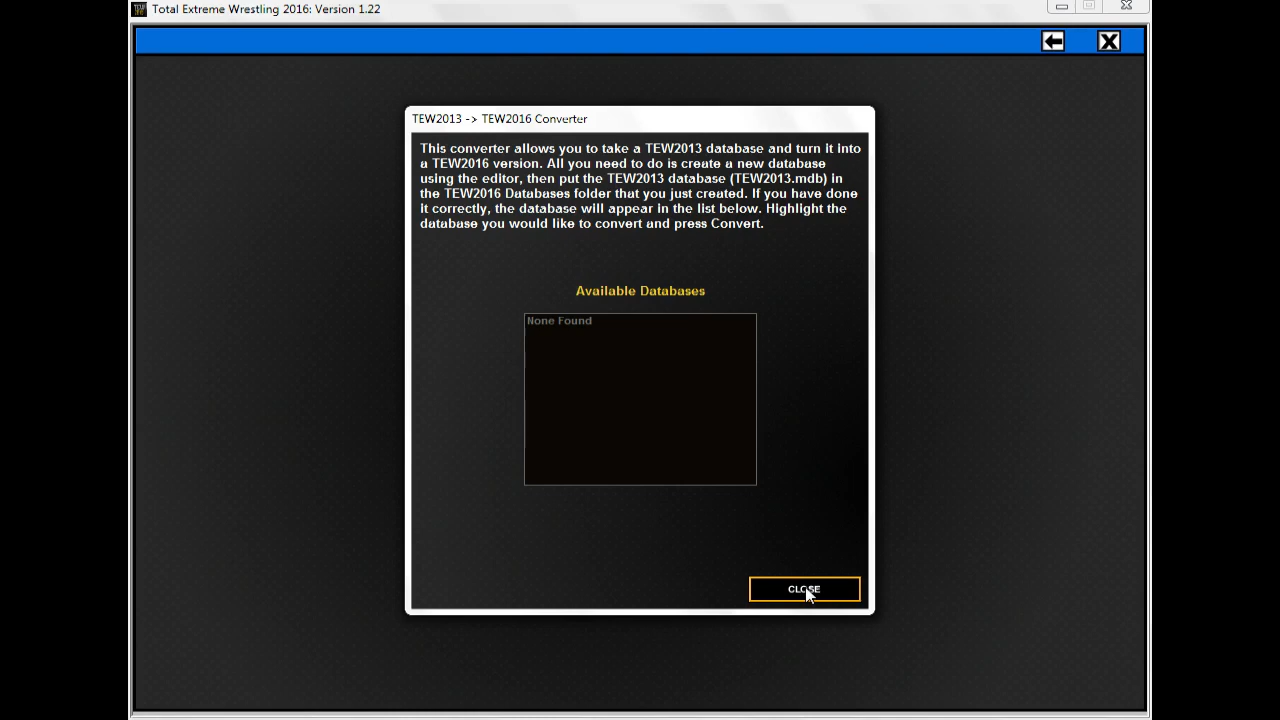 Total Extreme Wrestling 2016: Version 1.22
TEW2013 -> TEW2016 Converter
This converter allows you to take a TEW2013 database and turn it into
a TEW2016 version. All you need to do is create a new database
using the editor, then put the TEW2013 database (TEW2013.mdb) in
the TEW2016 Databases folder that you just created. If you have done
it correctly, the database will appear in the list below. Highlight the
database you would like to convert and press Convert.
Available Databases
None Found
CLOSE